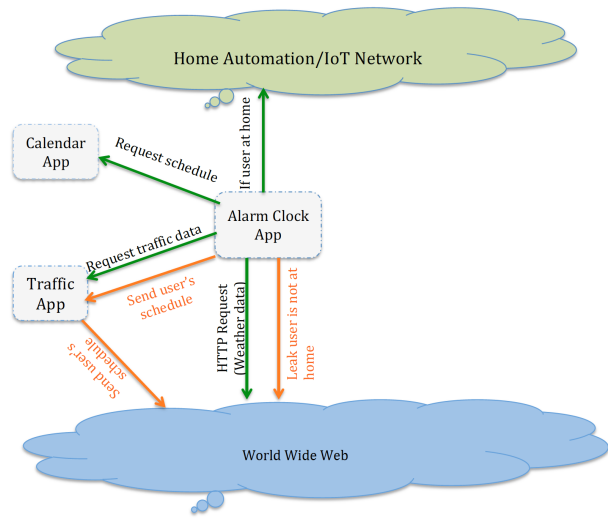 Home Automation/IoT Network
Calendar
App
Request schedule
If user at home
Alarm Clock
App
Request traffic data
Traffic
App
Send user's
schedule
Send user's
schedule
HTTP Request
(Weather data)
Leak user is not at
home
World Wide Web